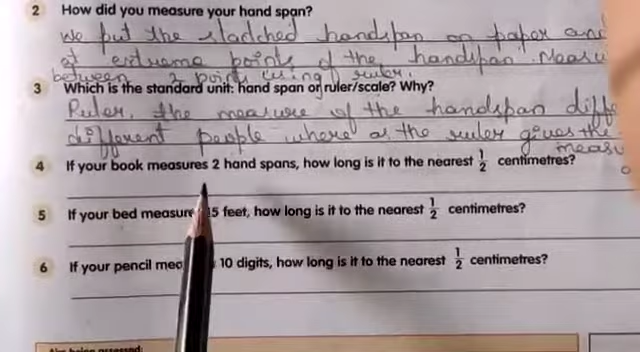 2 How did you measure your hand span?
We put the stretched handspan on paper and
at extreme points of the handspan. Measu
between 2 points using ruler.
3 Which is the standard unit: hand span or ruler/scale? Why?
Ruler, the measure of the handspan diffe
different people where as the ruler gives the
measu
4 If your book measures 2 hand spans, how long is it to the nearest 1/2 centimetres?
5 If your bed measure 5 feet, how long is it to the nearest 1/2 centimetres?
6 If your pencil mea 10 digits, how long is it to the nearest 1/2 centimetres?